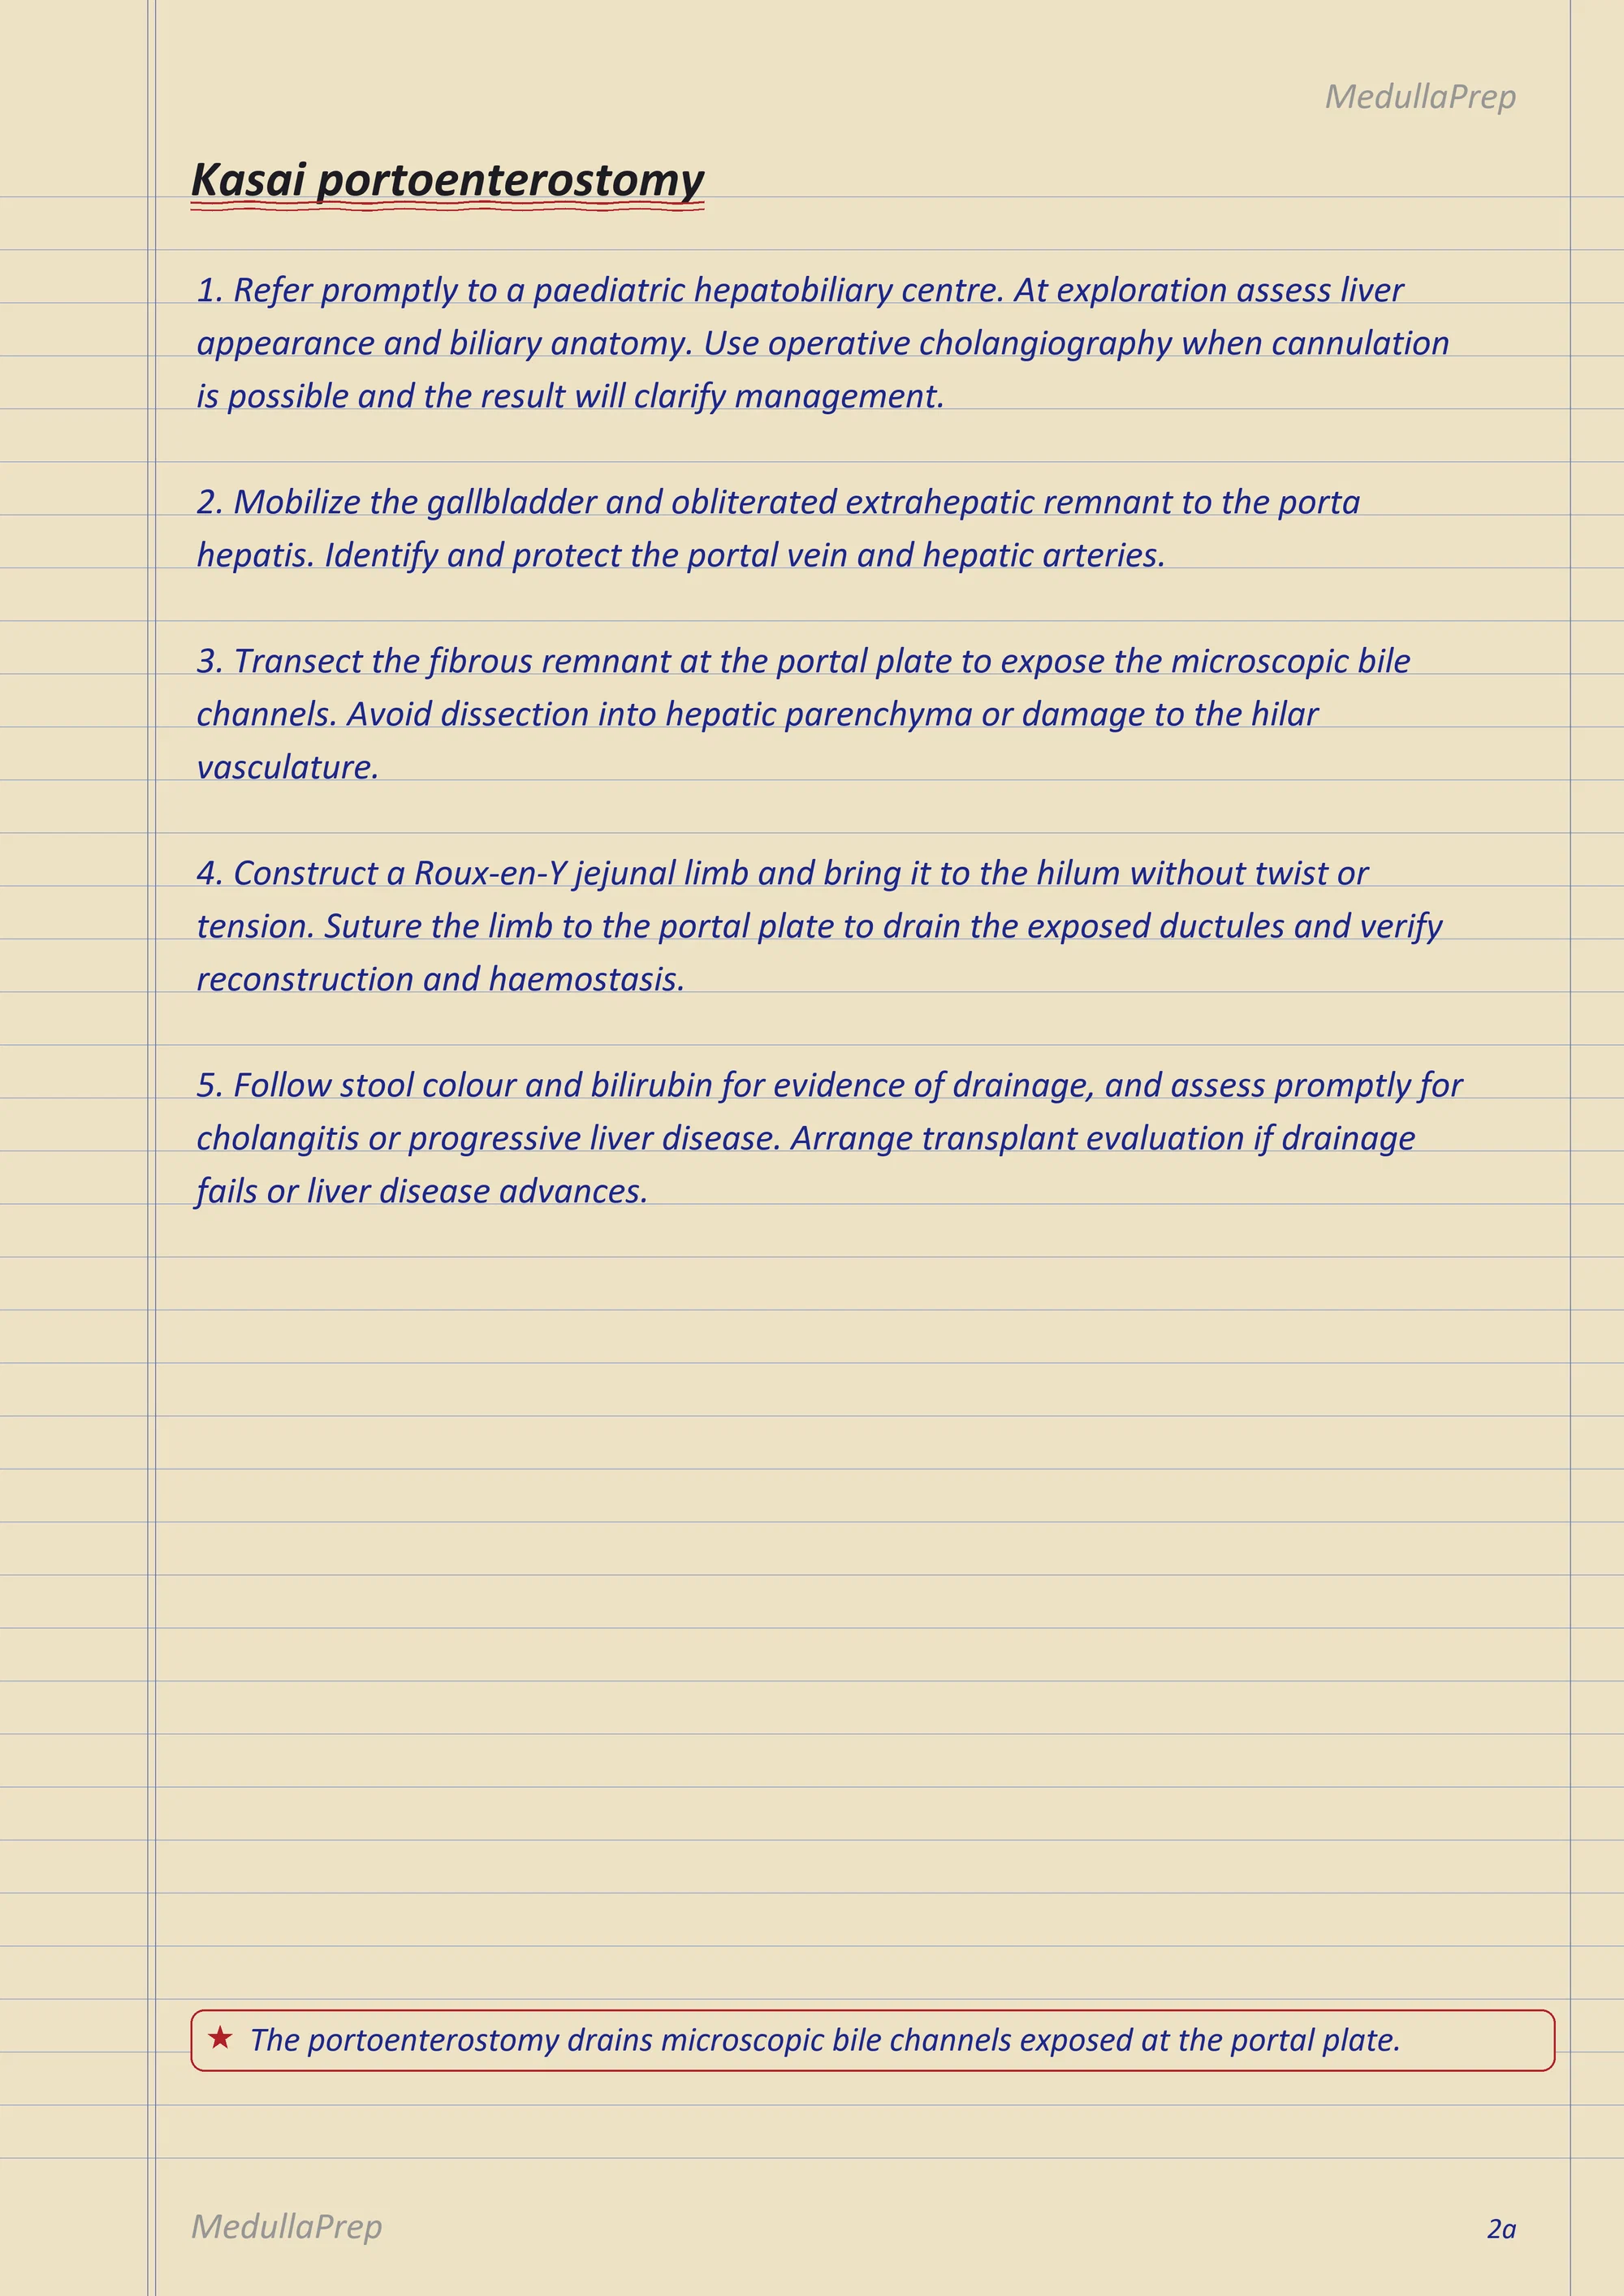 MedullaPrep
Kasai portoenterostomy
1. Refer promptly to a paediatric hepatobiliary centre. At exploration assess liver
appearance and biliary anatomy. Use operative cholangiography when cannulation
is possible and the result will clarify management.
2. Mobilize the gallbladder and obliterated extrahepatic remnant to the porta
hepatis. Identify and protect the portal vein and hepatic arteries.
3. Transect the fibrous remnant at the portal plate to expose the microscopic bile
channels. Avoid dissection into hepatic parenchyma or damage to the hilar
vasculature.
4. Construct a Roux-en-Y jejunal limb and bring it to the hilum without twist or
tension. Suture the limb to the portal plate to drain the exposed ductules and verify
reconstruction and haemostasis.
5. Follow stool colour and bilirubin for evidence of drainage, and assess promptly for
cholangitis or progressive liver disease. Arrange transplant evaluation if drainage
fails or liver disease advances.
★ The portoenterostomy drains microscopic bile channels exposed at the portal plate.
MedullaPrep
2a